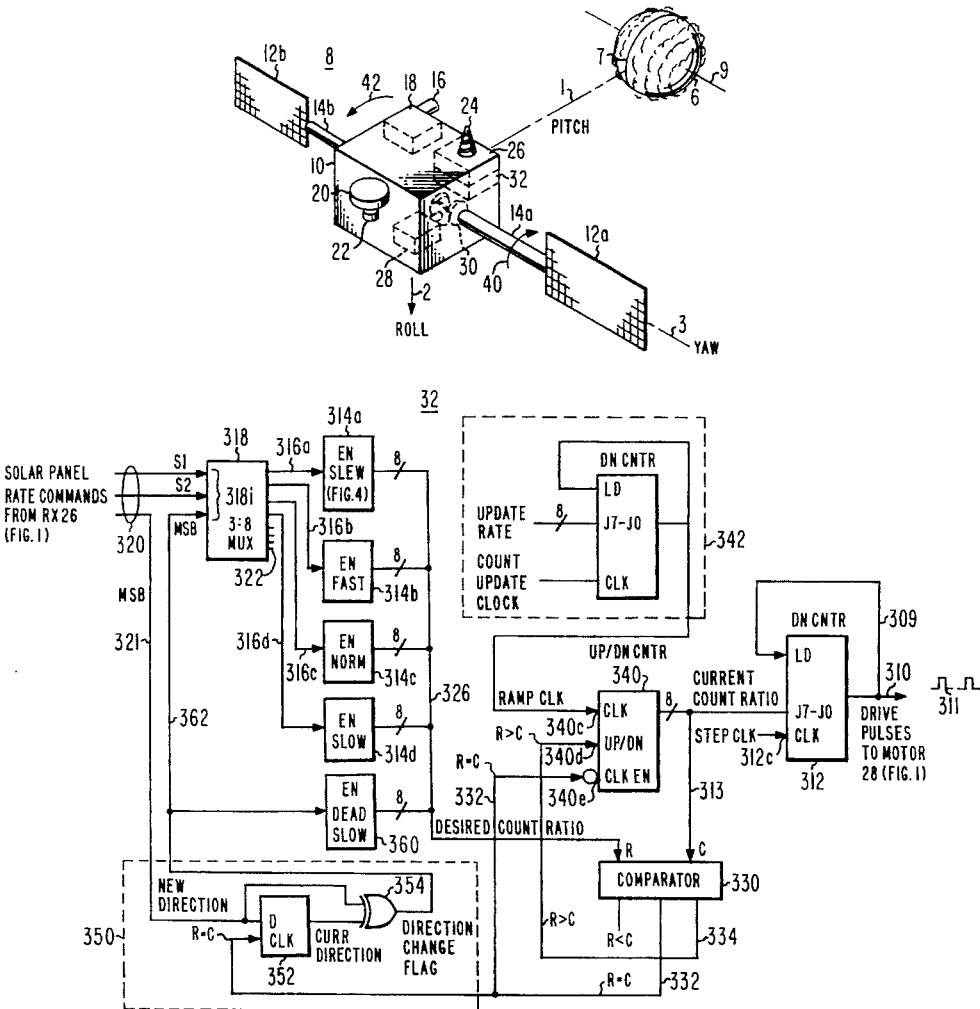 12b
8
42
18
16
7
9
1
6
14b
24
PITCH
26
10
32
20
14a
12a
22
30
28
40
2
ROLL
3
YAW
32
314a
318
316a
EN
SLEW
(FIG.4)
8
SOLAR PANEL
RATE COMMANDS
FROM RX26
(FIG.1)
320
S1
S2
MSB
318i
3:8
MUX
322
316b
EN
FAST
8
314b
MSB
321
316d
316c
EN
NORM
8
314c
326
362
EN
SLOW
8
314d
EN
DEAD
SLOW
8
360
DN CNTR
LD
UPDATE
RATE
8
J7-J0
342
COUNT
UPDATE
CLOCK
CLK
UP/DN CNTR
340
RAMP CLK
CLK
340c
8
R>C
UP/DN
340d
R=C
CLK EN
340e
332
CURRENT
COUNT RATIO
313
DN CNTR
LD
309
310
311
J7-J0
STEP CLK
CLK
312c
312
DRIVE
PULSES
TO MOTOR
28 (FIG.1)
DESIRED COUNT RATIO
R
C
COMPARATOR
330
R>C
R<C
334
332
R=C
350
NEW
DIRECTION
354
D
CLK
R=C
352
CURR
DIRECTION
DIRECTION
CHANGE
FLAG